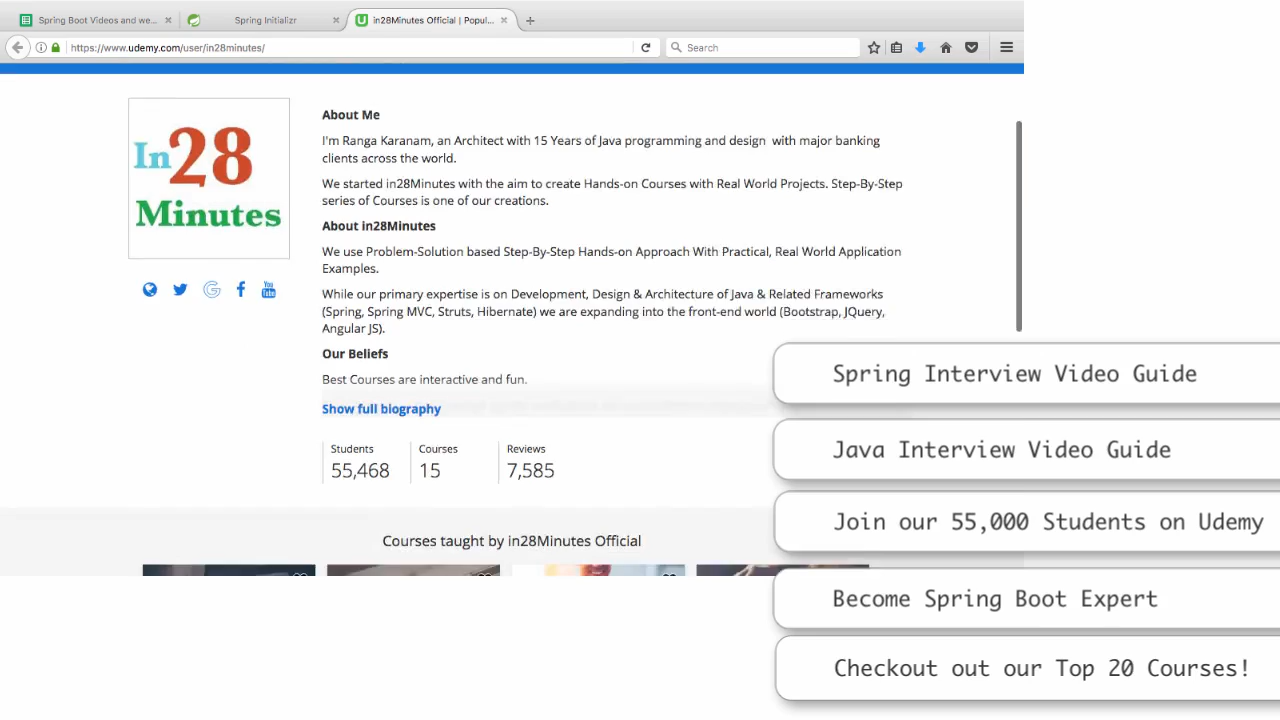 Spring Boot Videos and we...
Spring Initializr
in28Minutes Official | Popul...
https://www.udemy.com/user/in28minutes/
Search
In28
Minutes
About Me
I'm Ranga Karanam, an Architect with 15 Years of Java programming and design with major banking
clients across the world.
We started in28Minutes with the aim to create Hands-on Courses with Real World Projects. Step-By-Step
series of Courses is one of our creations.
About in28Minutes
We use Problem-Solution based Step-By-Step Hands-on Approach With Practical, Real World Application
Examples.
While our primary expertise is on Development, Design & Architecture of Java & Related Frameworks
(Spring, Spring MVC, Struts, Hibernate) we are expanding into the front-end world (Bootstrap, JQuery,
Angular JS).
Our Beliefs
Best Courses are interactive and fun.
Show full biography
Students
55,468
Courses
15
Reviews
7,585
Courses taught by in28Minutes Official
Spring Interview Video Guide
Java Interview Video Guide
Join our 55,000 Students on Udemy
Become Spring Boot Expert
Checkout out our Top 20 Courses!